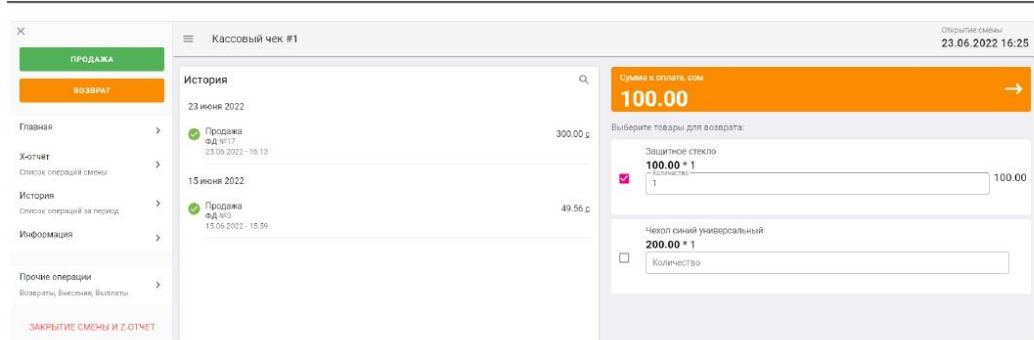 ПРОДАЖА
ВОЗВРАТ
Главная
X-отчёт
Список операций смены
История
Список операций за период
Информация
Прочие операции
Возвраты, Внесения, Выплаты
ЗАКРЫТИЕ СМЕНЫ И Z-ОТЧЕТ
Кассовый чек #1
Открытие смены
23.06.2022 16:25
История
23 июня 2022
Продажа
ФД №17
23.06.2022 - 16:13
300.00 с
15 июня 2022
Продажа
ФД №3
15.06.2022 - 15:59
49.56 с
Сумма к оплате, сом
100.00
Выберите товары для возврата:
Защитное стекло
100.00 * 1
Количество
1
100.00
Чехол синий универсальный
200.00 * 1
Количество